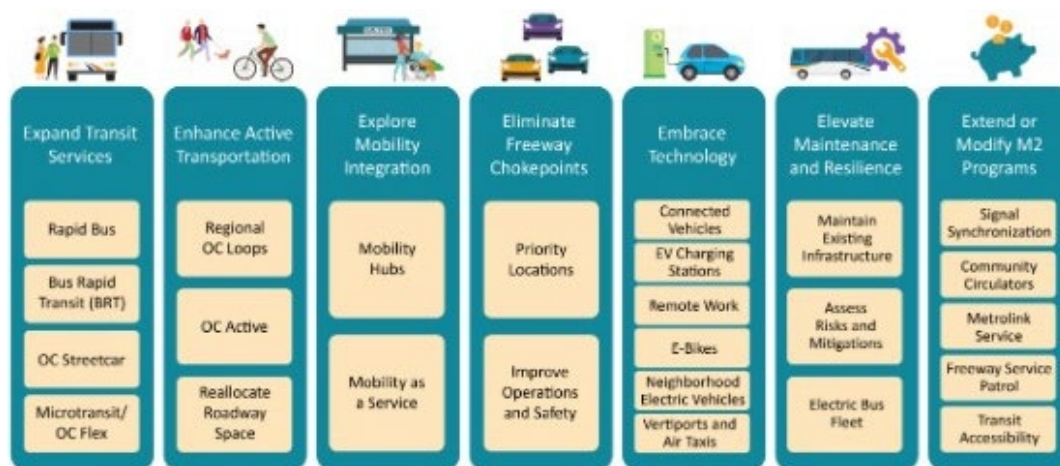 Expand Transit
Services
Rapid Bus
Bus Rapid
Transit (BRT)
OC Streetcar
Microtransit/
OC Flex
Enhance Active
Transportation
Regional
OC Loops
OC Active
Reallocate
Roadway
Space
Explore
Mobility
Integration
Mobility
Hubs
Mobility as
a Service
Eliminate
Freeway
Chokepoints
Priority
Locations
Improve
Operations
and Safety
Embrace
Technology
Connected
Vehicles
EV Charging
Stations
Remote Work
E-Bikes
Neighborhood
Electric Vehicles
Vertiports and
Air Taxis
Elevate
Maintenance
and Resilience
Maintain
Existing
Infrastructure
Assess
Risks and
Mitigations
Electric Bus
Fleet
Extend or
Modify M2
Programs
Signal
Synchronization
Community
Circulators
Metrolink
Service
Freeway Service
Patrol
Transit
Accessibility